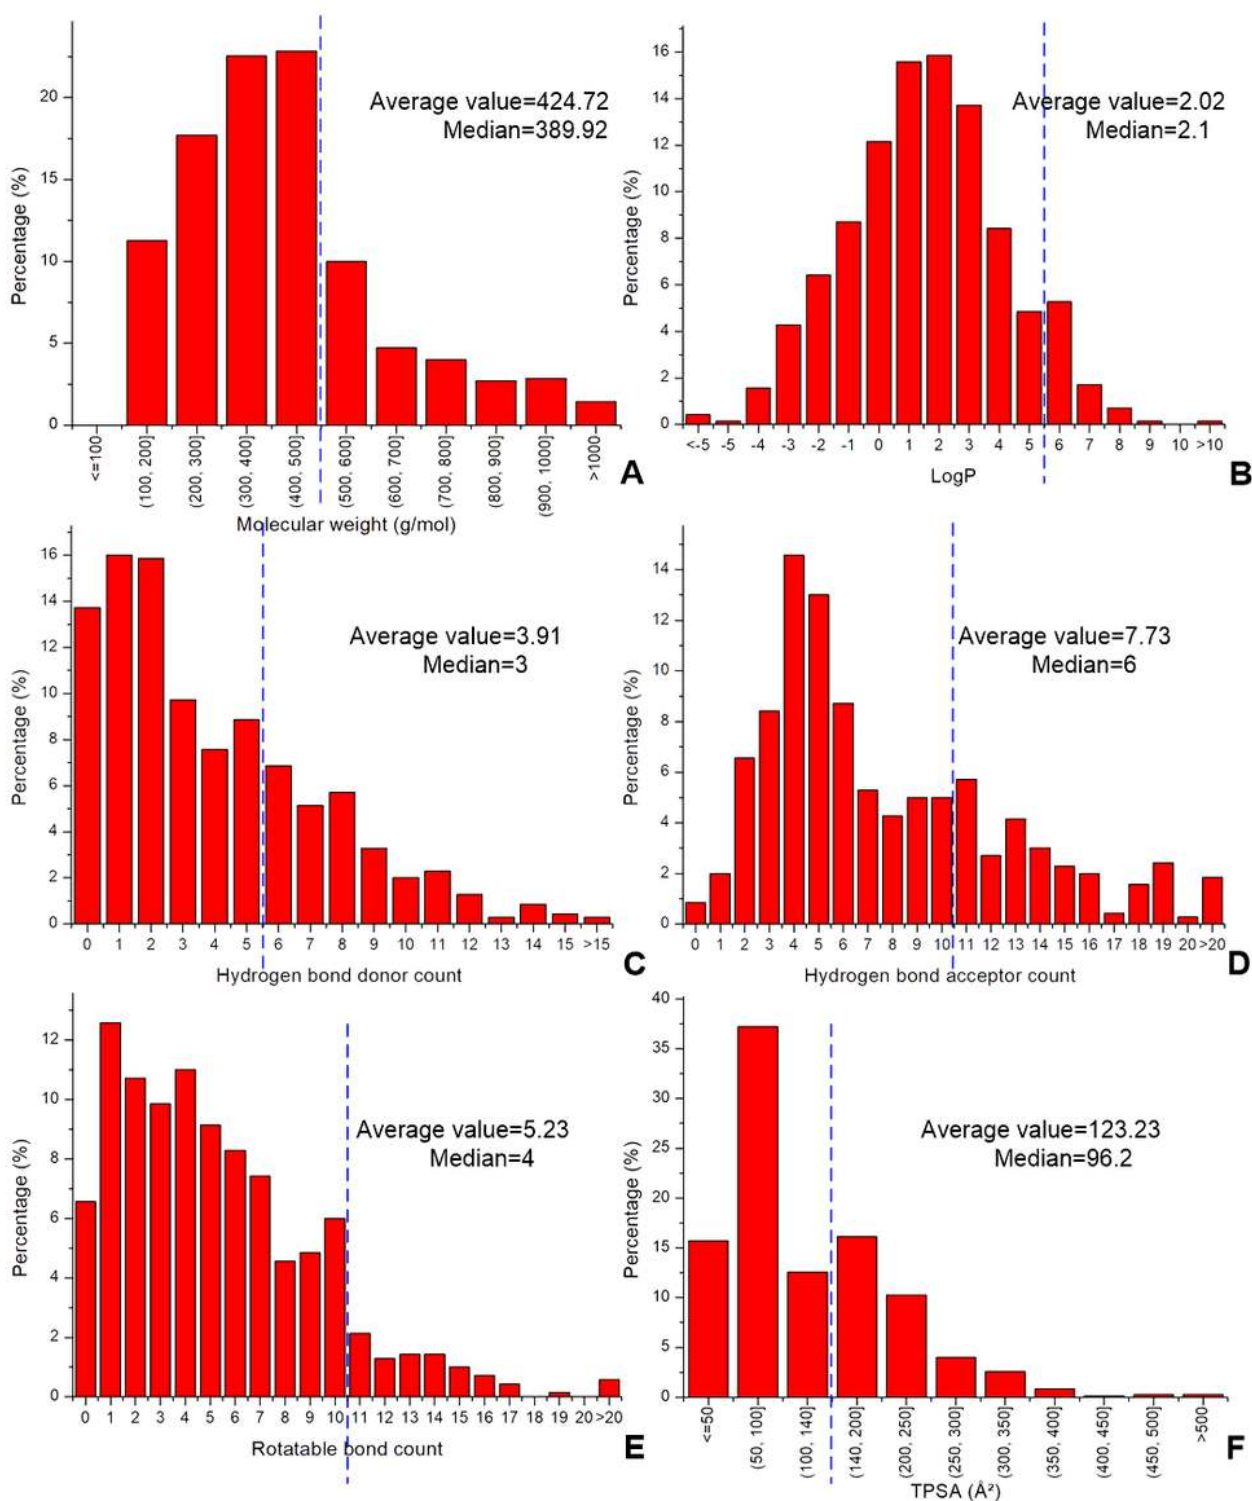 Percentage (%)
20
15
10
5
0
Average value=424.72
Median=389.92
<=100
(100, 200]
(200, 300]
(300, 400]
(400, 500]
(500, 600]
(600, 700]
(700, 800]
(800, 900]
(900, 1000]
>1000
Molecular weight (g/mol)
A
Percentage (%)
16
14
12
10
8
6
4
2
0
Average value=2.02
Median=2.1
<-5 -5 -4 -3 -2 -1 0 1 2 3 4 5 6 7 8 9 10 >10
LogP
B
Percentage (%)
16
14
12
10
8
6
4
2
0
Average value=3.91
Median=3
0 1 2 3 4 5 6 7 8 9 10 11 12 13 14 15 >15
Hydrogen bond donor count
C
Percentage (%)
14
12
10
8
6
4
2
0
Average value=7.73
Median=6
0 1 2 3 4 5 6 7 8 9 10 11 12 13 14 15 16 17 18 19 20 >20
Hydrogen bond acceptor count
D
Percentage (%)
12
10
8
6
4
2
0
Average value=5.23
Median=4
0 1 2 3 4 5 6 7 8 9 10 11 12 13 14 15 16 17 18 19 20 >20
Rotatable bond count
E
Percentage (%)
40
35
30
25
20
15
10
5
0
Average value=123.23
Median=96.2
<=50
(50, 100]
(100, 140]
(140, 200]
(200, 250]
(250, 300]
(300, 350]
(350, 400]
(400, 450]
(450, 500]
>500
TPSA (Å²)
F